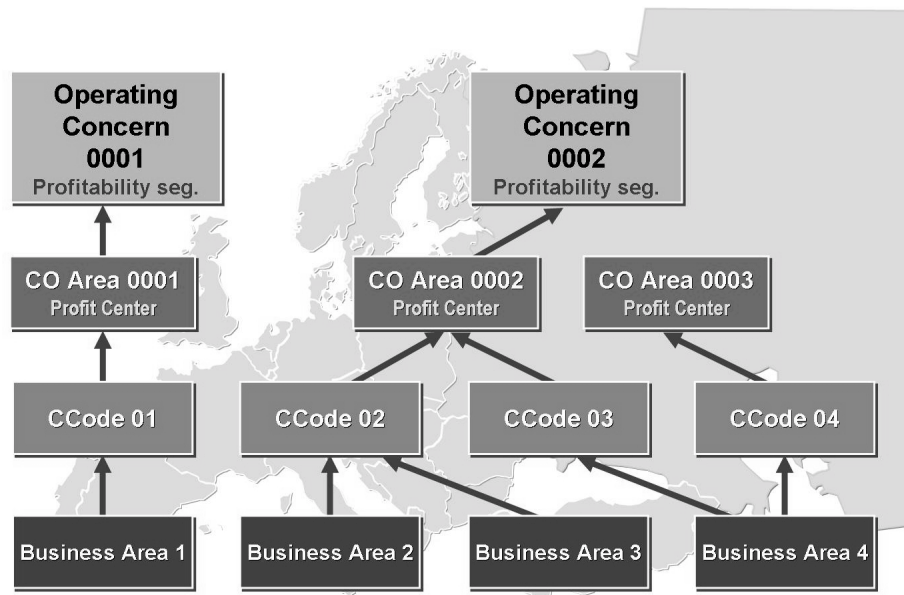 Operating
Concern
0001
Profitability seg.
Operating
Concern
0002
Profitability seg.
CO Area 0001
Profit Center
CO Area 0002
Profit Center
CO Area 0003
Profit Center
CCode 01
CCode 02
CCode 03
CCode 04
Business Area 1
Business Area 2
Business Area 3
Business Area 4